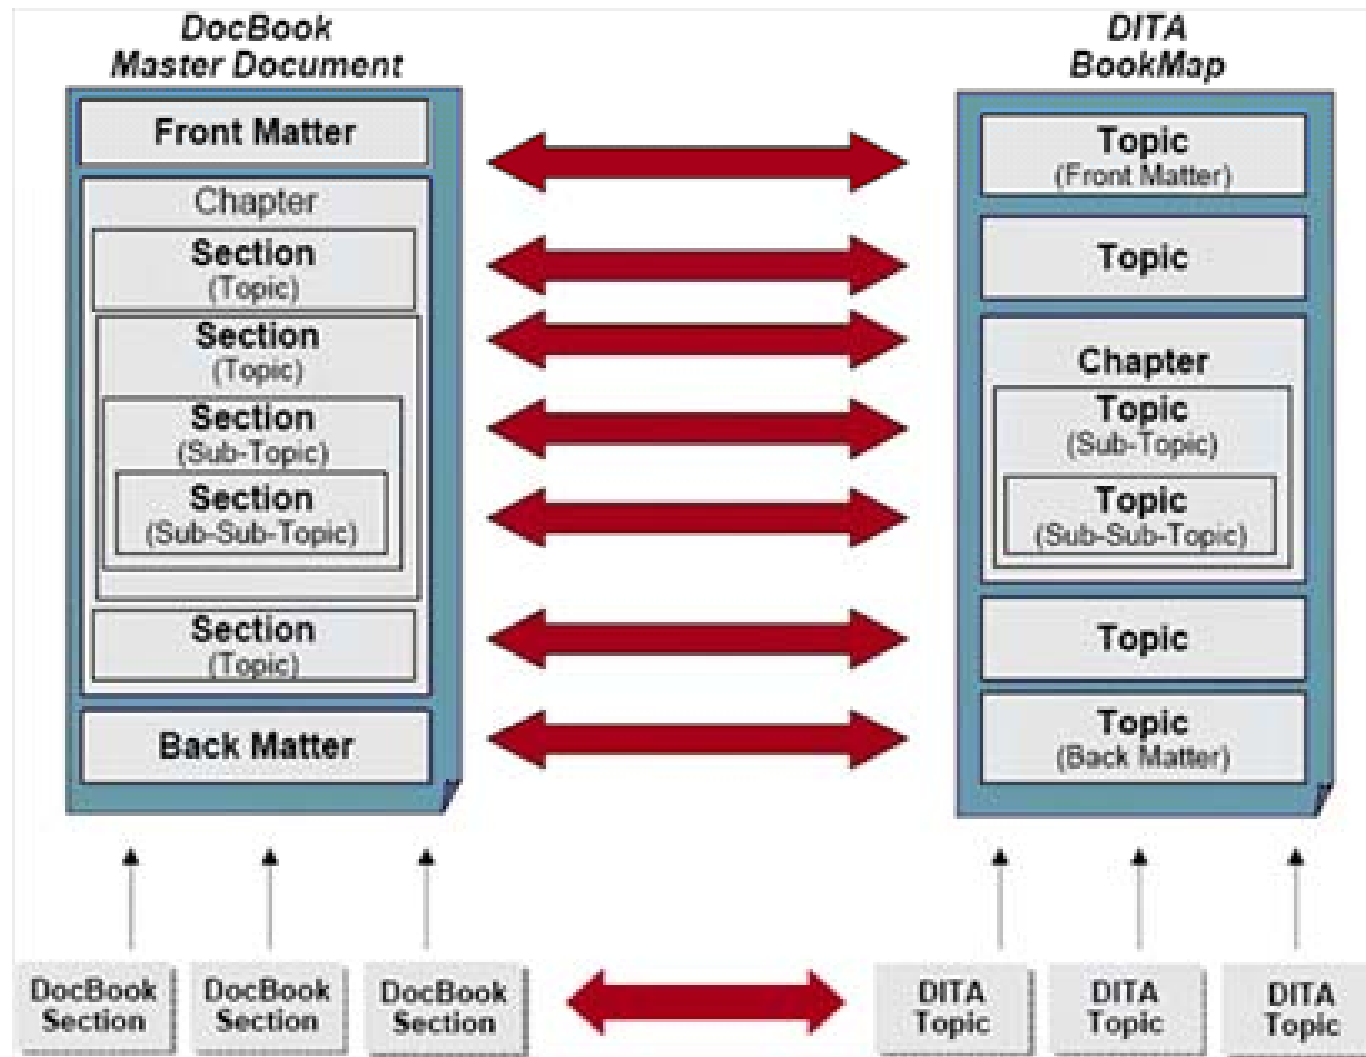 DocBook
Master Document
Front Matter
Chapter
Section
(Topic)
Section
(Topic)
Section
(Sub-Topic)
Section
(Sub-Sub-Topic)
Section
(Topic)
Back Matter
DITA
BookMap
Topic
(Front Matter)
Topic
Chapter
Topic
(Sub-Topic)
Topic
(Sub-Sub-Topic)
Topic
Topic
(Back Matter)
DocBook
Section
DocBook
Section
DocBook
Section
DITA
Topic
DITA
Topic
DITA
Topic